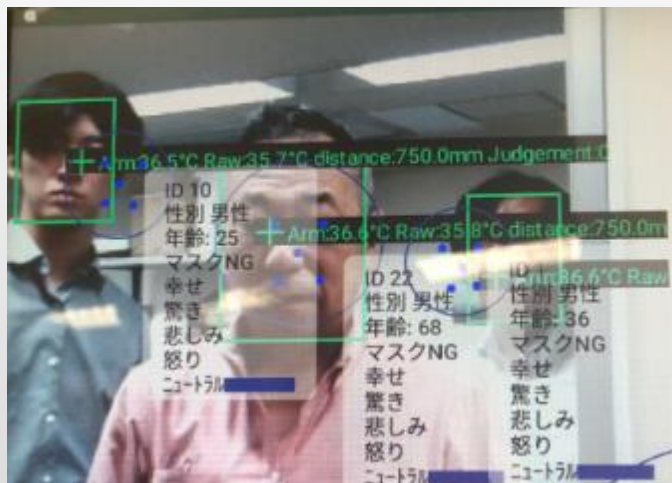 Arm:36.5°C Raw:35.7°C distance:750.0mm Judgement:
ID 10
性別 男性
年齢: 25
マスクNG
幸せ
驚き
悲しみ
怒り
ニュートラル
Arm:36.6°C Raw:35.8°C distance:750.0m
ID 22
性別 男性
年齢: 68
マスクNG
幸せ
驚き
悲しみ
怒り
ニュートラル
Arm:36.6°C Raw
性別 男性
年齢: 36
マスクNG
幸せ
驚き
悲しみ
怒り
ニュートラル